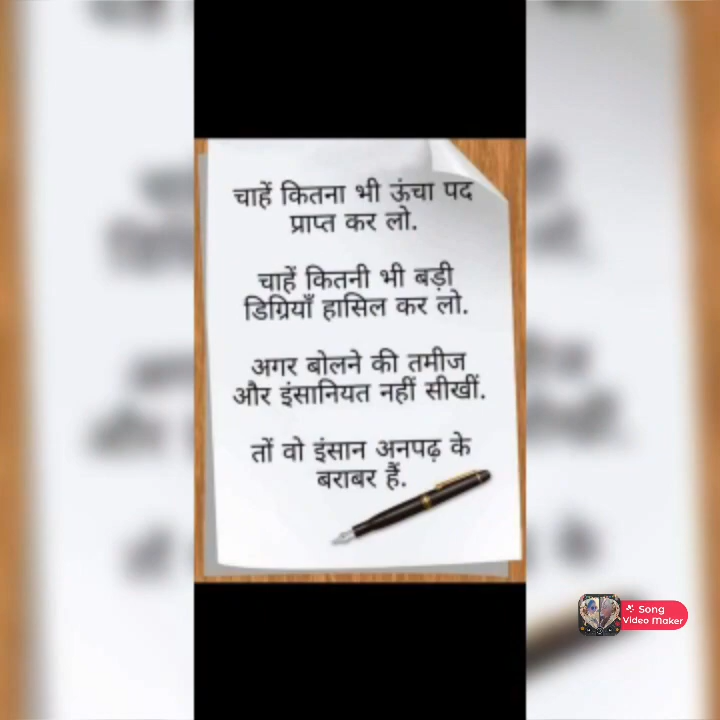 चाहें कितना भी ऊंचा पद
प्राप्त कर लो.
चाहें कितनी भी बड़ी
डिग्रियाँ हासिल कर लो.
अगर बोलने की तमीज
और इंसानियत नहीं सीखीं.
तों वो इंसान अनपढ़ के
बराबर हैं.
Song
Video Maker